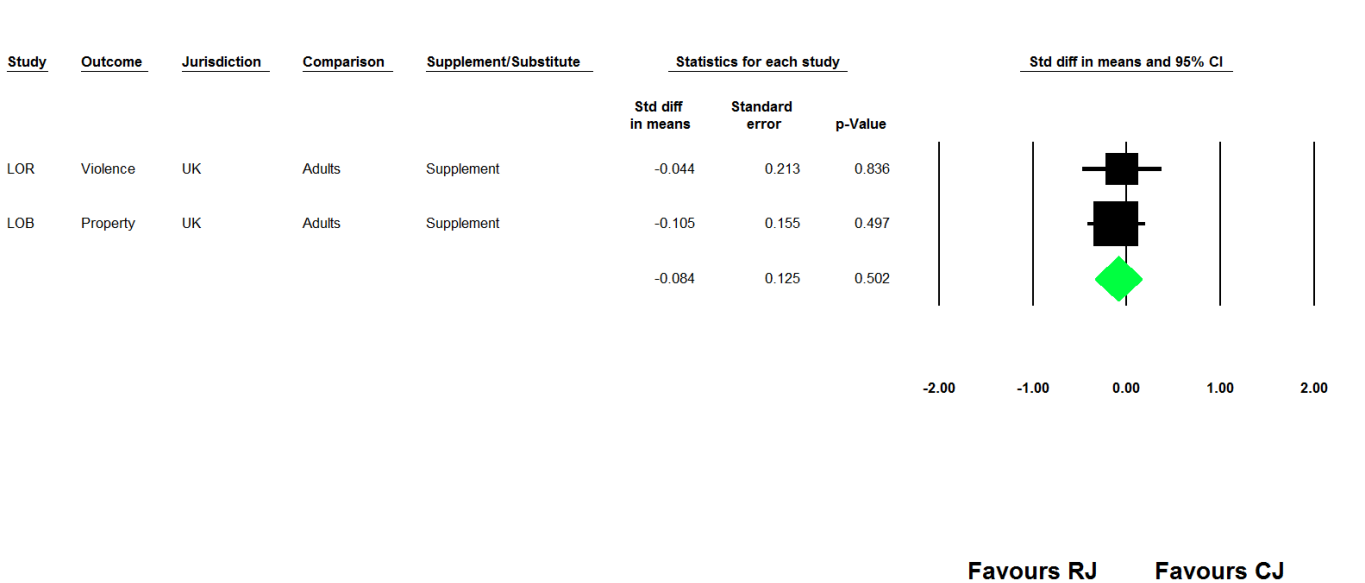 Study Outcome Jurisdiction Comparison Supplement/Substitute Statistics for each study Std diff in means and 95% CI
Std diff in means Standard error p-Value
LOR Violence UK Adults Supplement -0.044 0.213 0.836
LOB Property UK Adults Supplement -0.105 0.155 0.497
-0.084 0.125 0.502
-2.00 -1.00 0.00 1.00 2.00
Favours RJ Favours CJ